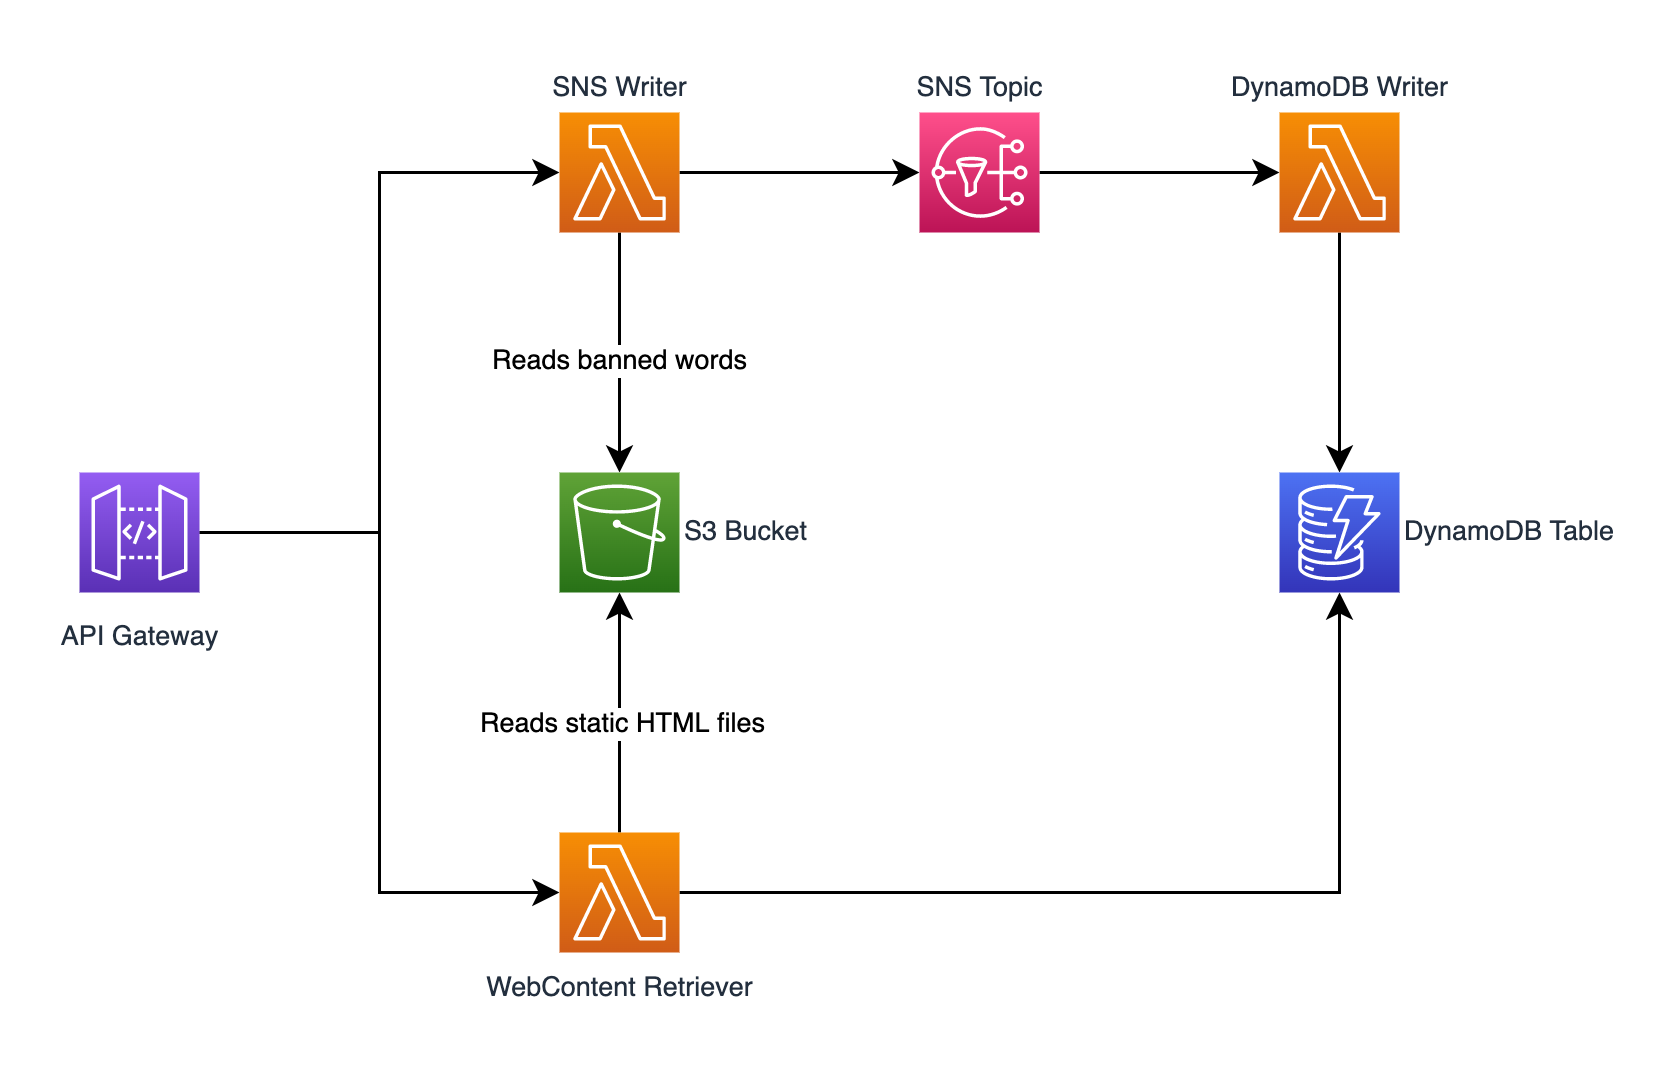 SNS Writer
SNS Topic
DynamoDB Writer
Reads banned words
</>
S3 Bucket
DynamoDB Table
API Gateway
Reads static HTML files
WebContent Retriever